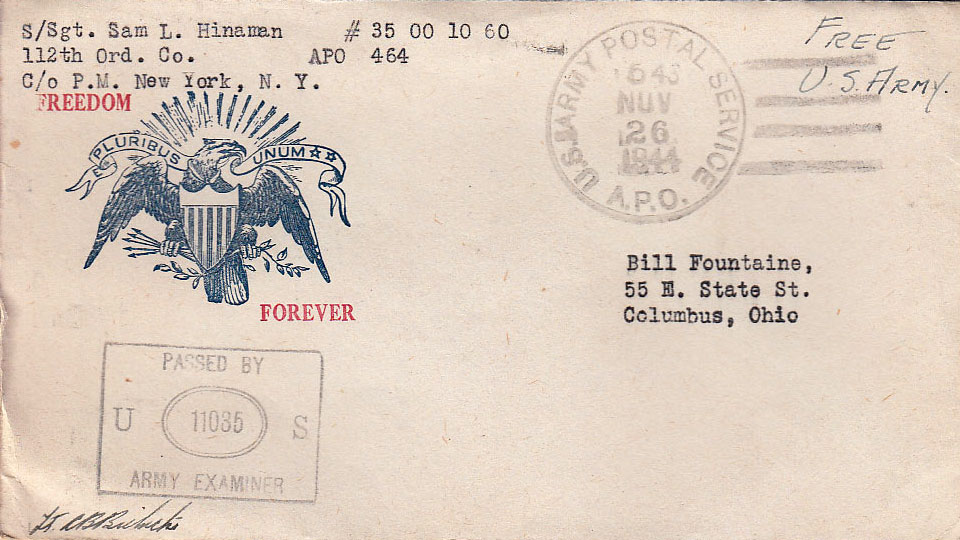 S/Sgt. Sam L. Hinaman # 35 00 10 60
112th Ord. Co. APO 464
C/o P.M. New York, N. Y.
FREEDOM
E PLURIBUS UNUM
FOREVER
U.S. ARMY POSTAL SERVICE
NOV
26
1944
A.P.O.
FREE
U.S. ARMY.
Bill Fountaine,
55 E. State St.
Columbus, Ohio
PASSED BY
U 11035 S
ARMY EXAMINER